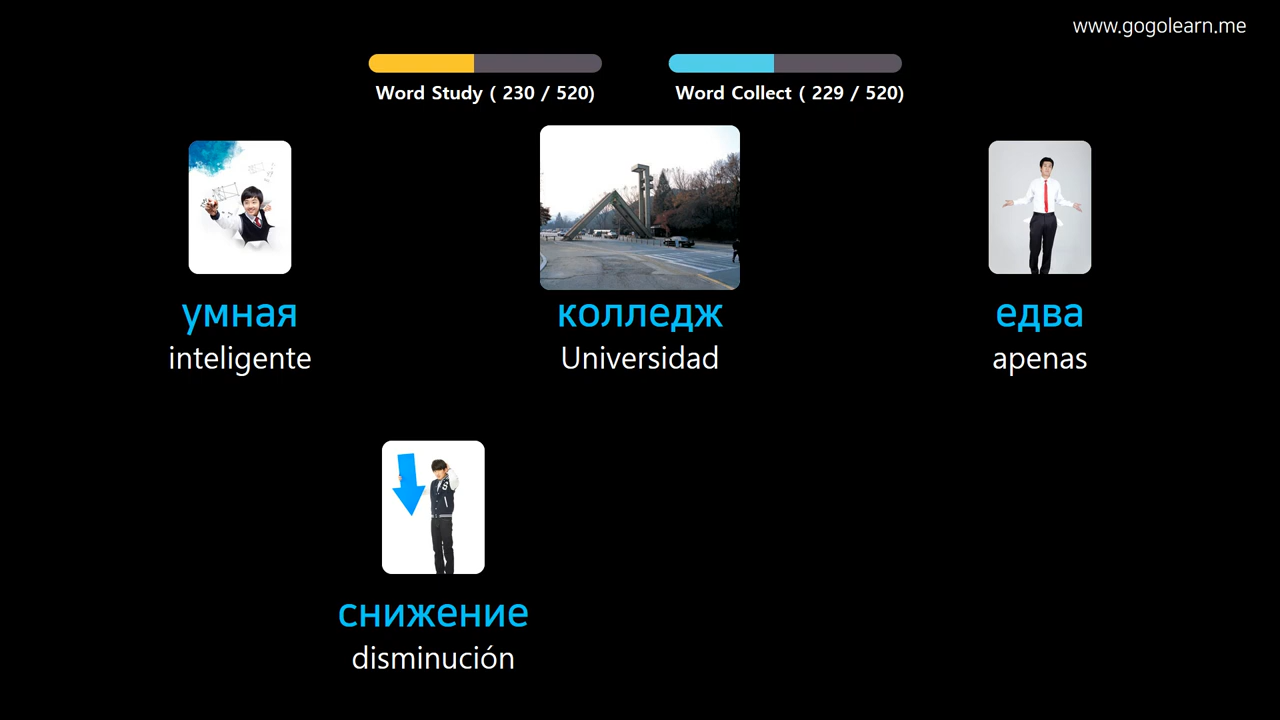 www.gogolearn.me
Word Study ( 230 / 520)
Word Collect ( 229 / 520)
умная
inteligente
колледж
Universidad
едва
apenas
снижение
disminución